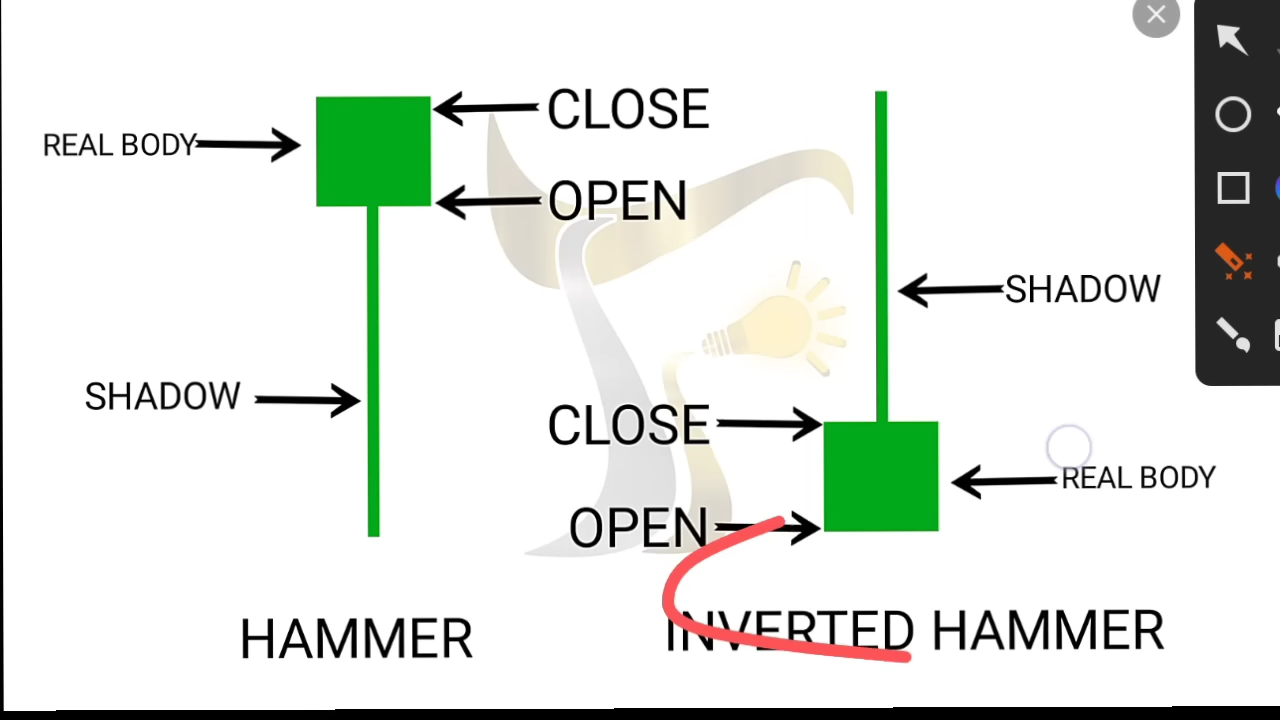 CLOSE
REAL BODY
OPEN
SHADOW
SHADOW
CLOSE
REAL BODY
OPEN
HAMMER
INVERTED HAMMER